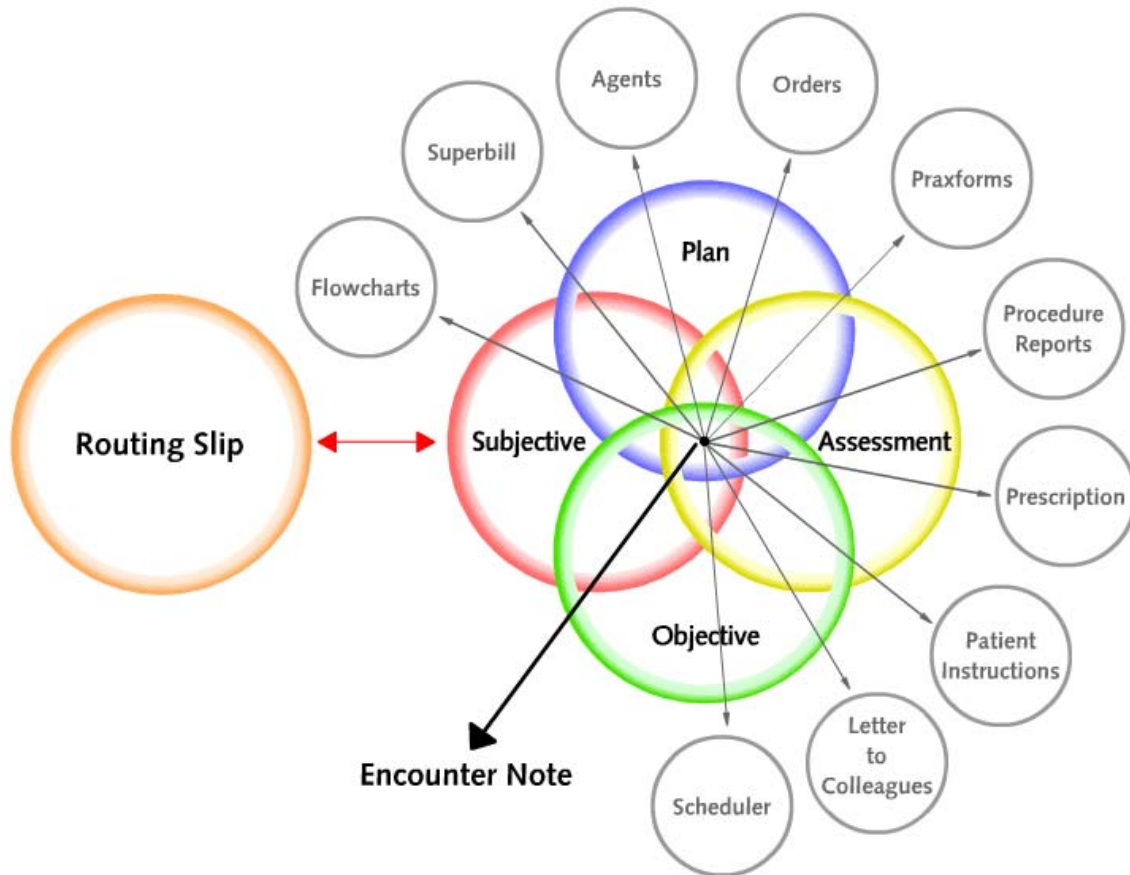 Agents
Orders
Superbill
Praxforms
Plan
Flowcharts
Procedure
Reports
Routing Slip
Subjective
Assessment
Prescription
Objective
Patient
Instructions
Letter
to
Colleagues
Encounter Note
Scheduler